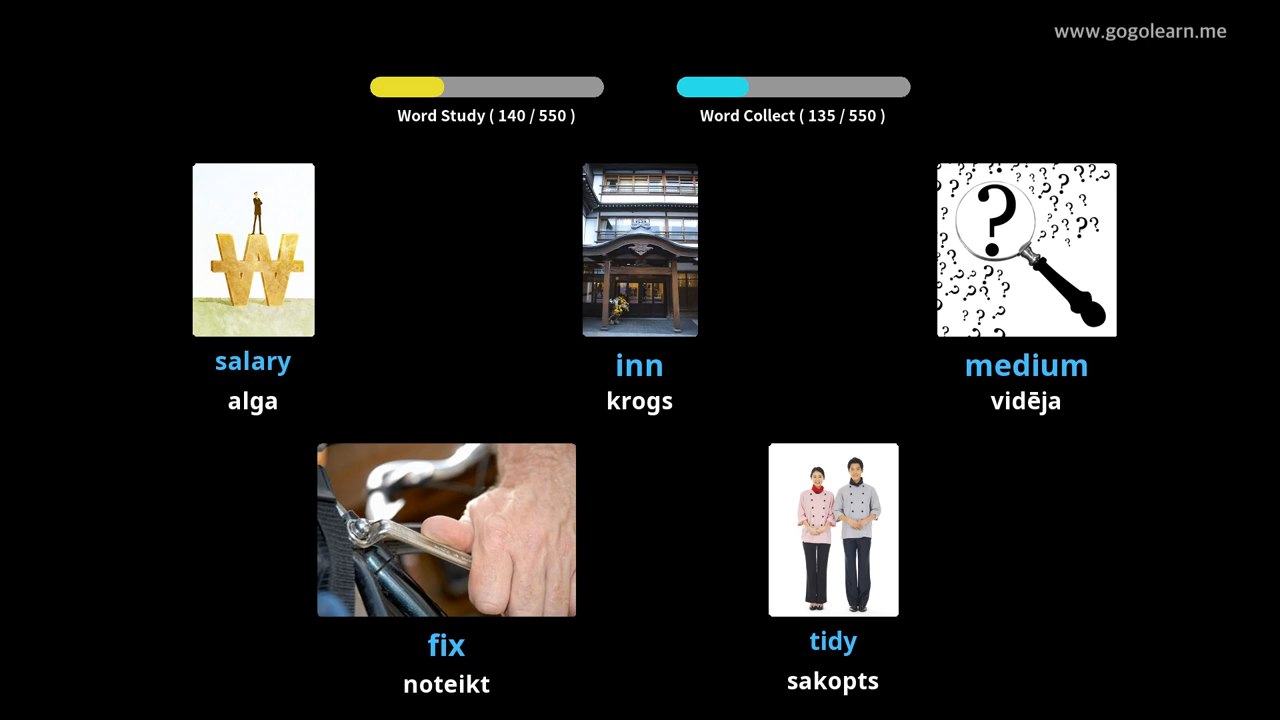 www.gogolearn.me
Word Study ( 140 / 550 )
Word Collect ( 135 / 550 )
salary
alga
inn
krogs
medium
vidēja
fix
noteikt
tidy
sakopts